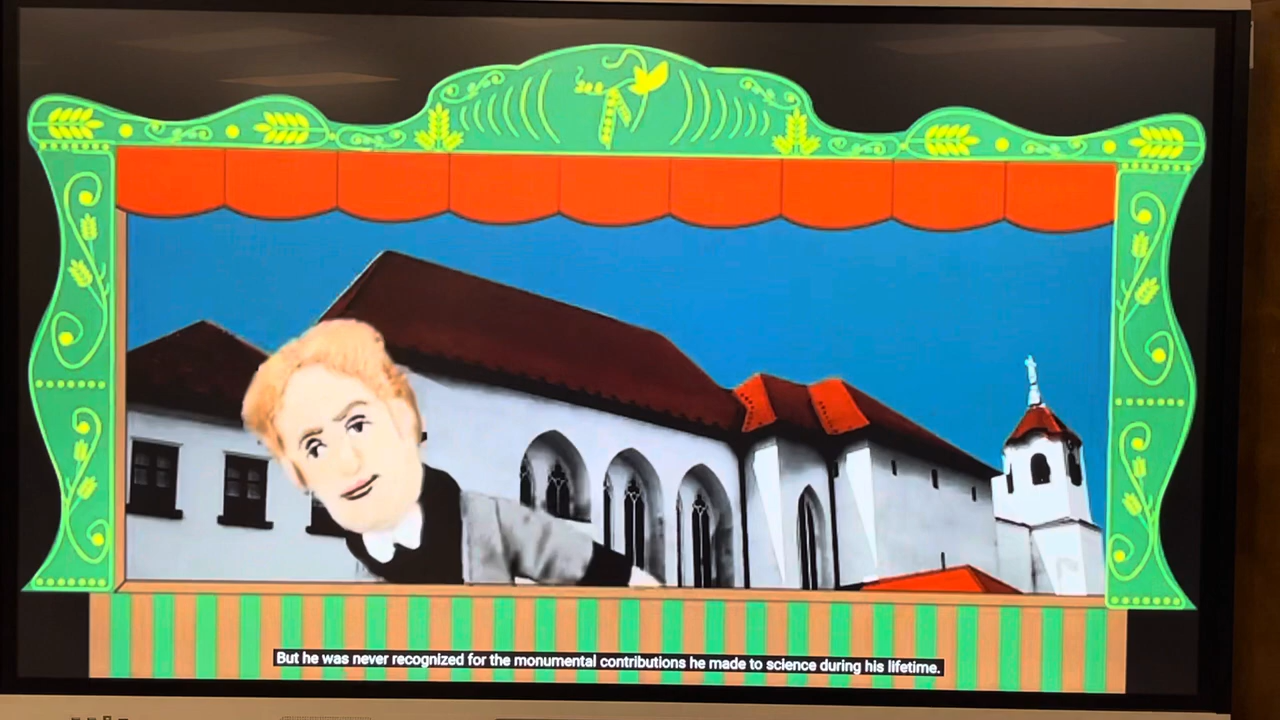 But he was never recognized for the monumental contributions he made to science during his lifetime.